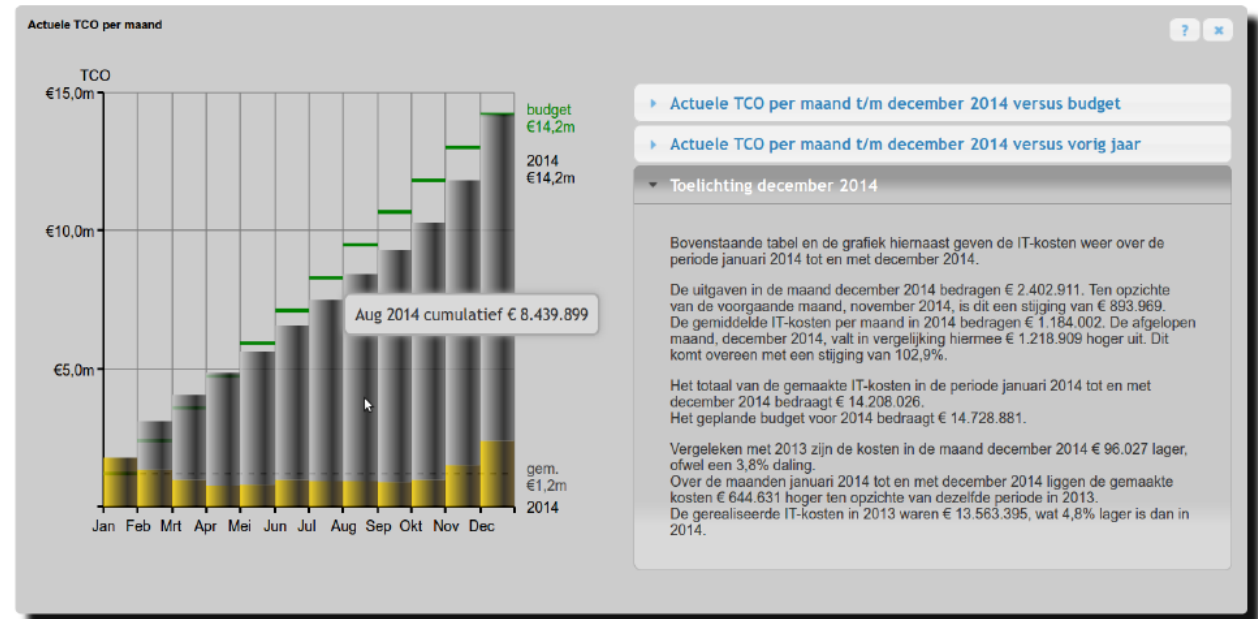 Actuele TCO per maand
?
TCO
€15,0m
€10,0m
€5,0m
budget
€14,2m
2014
€14,2m
Aug 2014 cumulatief € 8.439.899
gem.
€1,2m
2014
Jan Feb Mrt Apr Mei Jun Jul Aug Sep Okt Nov Dec
Actuele TCO per maand t/m december 2014 versus budget
Actuele TCO per maand t/m december 2014 versus vorig jaar
Toelichting december 2014
Bovenstaande tabel en de grafiek hiernaast geven de IT-kosten weer over de
periode januari 2014 tot en met december 2014.
De uitgaven in de maand december 2014 bedragen € 2.402.911. Ten opzichte
van de voorgaande maand, november 2014, is dit een stijging van € 893.969.
De gemiddelde IT-kosten per maand in 2014 bedragen € 1.184.002. De afgelopen
maand, december 2014, valt in vergelijking hiermee € 1.218.909 hoger uit. Dit
komt overeen met een stijging van 102,9%.
Het totaal van de gemaakte IT-kosten in de periode januari 2014 tot en met
december 2014 bedraagt € 14.208.026.
Het geplande budget voor 2014 bedraagt € 14.728.881.
Vergeleken met 2013 zijn de kosten in de maand december 2014 € 96.027 lager,
ofwel een 3,8% daling.
Over de maanden januari 2014 tot en met december 2014 liggen de gemaakte
kosten € 644.631 hoger ten opzichte van dezelfde periode in 2013.
De gerealiseerde IT-kosten in 2013 waren € 13.563.395, wat 4,8% lager is dan in
2014.